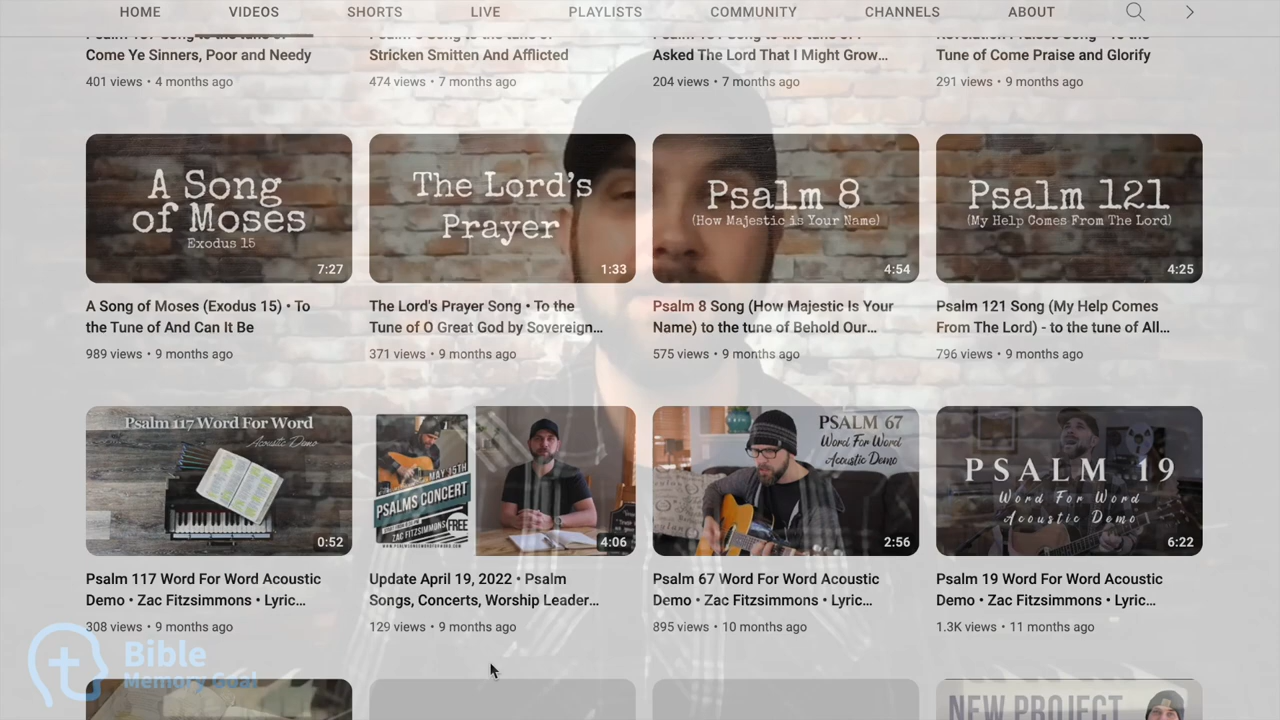 HOME VIDEOS SHORTS LIVE PLAYLISTS COMMUNITY CHANNELS ABOUT
Come Ye Sinners, Poor and Needy
401 views • 4 months ago
Stricken Smitten And Afflicted
474 views • 7 months ago
Asked The Lord That I Might Grow…
204 views • 7 months ago
Tune of Come Praise and Glorify
291 views • 9 months ago
A Song
of Moses
Exodus 15
7:27
The Lord's
Prayer
1:33
Psalm 8
(How Majestic is Your Name)
4:54
Psalm 121
(My Help Comes From The Lord)
4:25
A Song of Moses (Exodus 15) • To
the Tune of And Can It Be
989 views • 9 months ago
The Lord's Prayer Song • To the
Tune of O Great God by Sovereign…
371 views • 9 months ago
Psalm 8 Song (How Majestic Is Your
Name) to the tune of Behold Our…
575 views • 9 months ago
Psalm 121 Song (My Help Comes
From The Lord) - to the tune of All…
796 views • 9 months ago
Psalm 117 Word For Word
Acoustic Demo
0:52
MAY 15TH
PSALMS CONCERT
ZAC FITZSIMMONS
FREE
4:06
PSALM 67
Word For Word
Acoustic Demo
2:56
PSALM 19
Word For Word
Acoustic Demo
6:22
Psalm 117 Word For Word Acoustic
Demo • Zac Fitzsimmons • Lyric…
308 views • 9 months ago
Update April 19, 2022 • Psalm
Songs, Concerts, Worship Leader…
129 views • 9 months ago
Psalm 67 Word For Word Acoustic
Demo • Zac Fitzsimmons • Lyric…
895 views • 10 months ago
Psalm 19 Word For Word Acoustic
Demo • Zac Fitzsimmons • Lyric…
1.3K views • 11 months ago
Bible
Memory Goal
NEW PROJECT